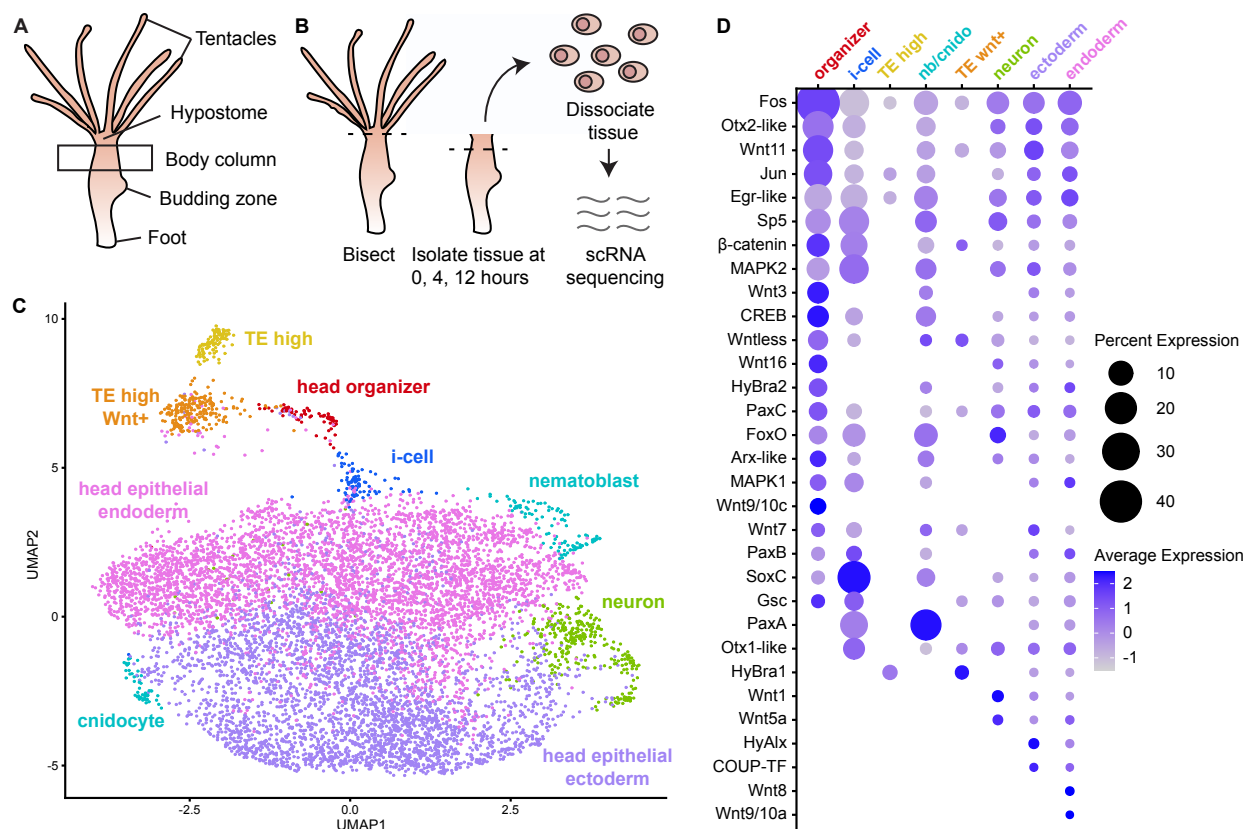 A
Tentacles
Hypostome
Body column
Budding zone
Foot
B
Bisect
Isolate tissue at
0, 4, 12 hours
Dissociate
tissue
scRNA
sequencing
C
10
5
0
-5
UMAP2
-2.5
0.0
2.5
UMAP1
TE high
TE high
Wnt+
head organizer
i-cell
nematoblast
head epithelial
endoderm
neuron
cnidocyte
head epithelial
ectoderm
D
organizer
i-cell
TE high
nb/cnido
TE wnt+
neuron
ectoderm
endoderm
Fos
Otx2-like
Wnt11
Jun
Egr-like
Sp5
β-catenin
MAPK2
Wnt3
CREB
Wntless
Wnt16
HyBra2
PaxC
FoxO
Arx-like
MAPK1
Wnt9/10c
Wnt7
PaxB
SoxC
Gsc
PaxA
Otx1-like
HyBra1
Wnt1
Wnt5a
HyAlx
COUP-TF
Wnt8
Wnt9/10a
Percent Expression
10
20
30
40
Average Expression
2
1
0
-1